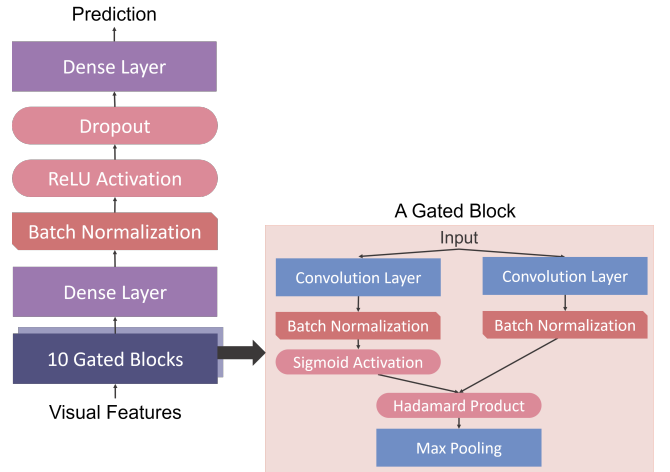 Prediction
Dense Layer
Dropout
ReLU Activation
Batch Normalization
Dense Layer
10 Gated Blocks
Visual Features
A Gated Block
Input
Convolution Layer
Convolution Layer
Batch Normalization
Batch Normalization
Sigmoid Activation
Hadamard Product
Max Pooling